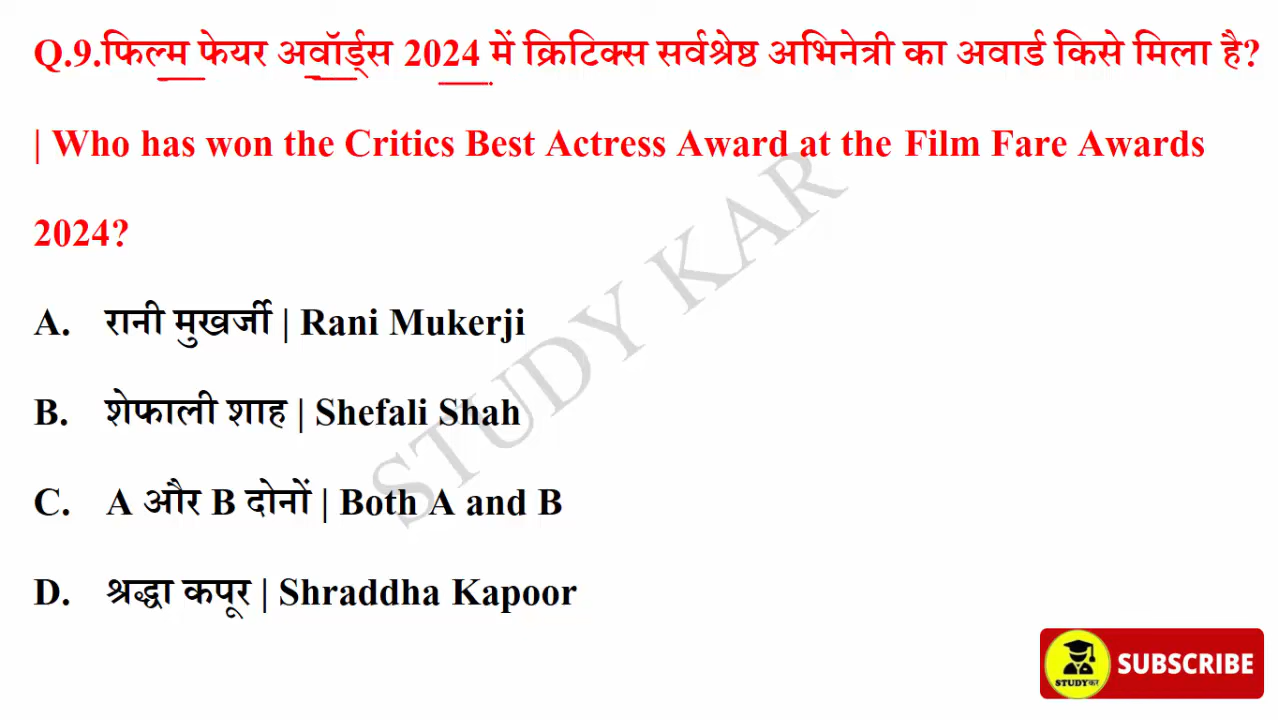 Q.9.फिल्म फेयर अवॉर्ड्स 2024 में क्रिटिक्स सर्वश्रेष्ठ अभिनेत्री का अवार्ड किसे मिला है?
| Who has won the Critics Best Actress Award at the Film Fare Awards
2024?
A. रानी मुखर्जी | Rani Mukerji
B. शेफाली शाह | Shefali Shah
C. A और B दोनों | Both A and B
D. श्रद्धा कपूर | Shraddha Kapoor
STUDY KAR
STUDYकर
SUBSCRIBE